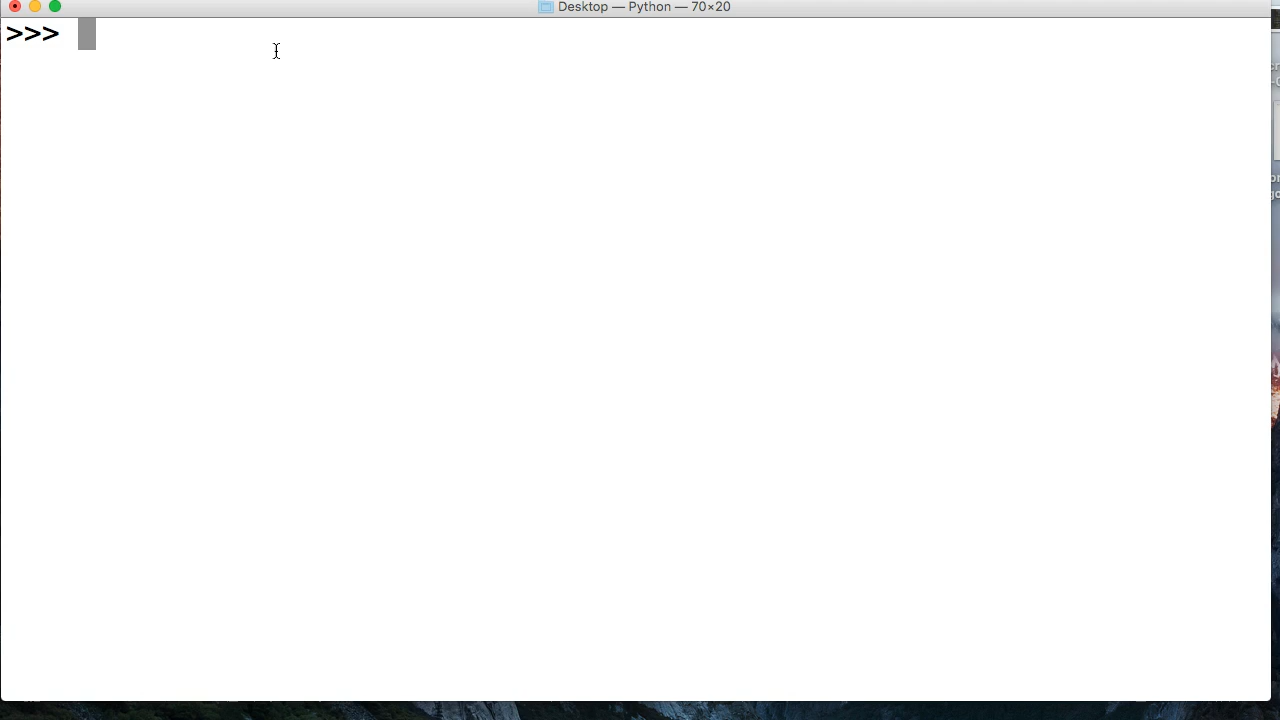 Desktop — Python — 70×20
>>>